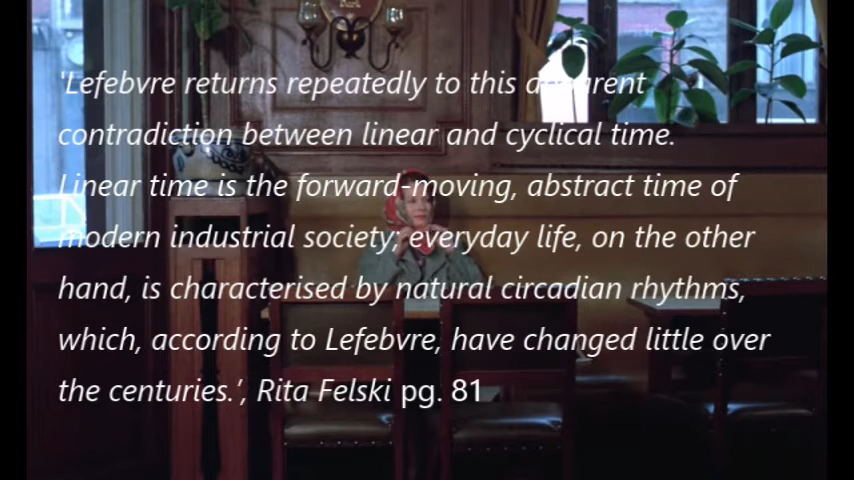 'Lefebvre returns repeatedly to this apparent
contradiction between linear and cyclical time.
Linear time is the forward-moving, abstract time of
modern industrial society; everyday life, on the other
hand, is characterised by natural circadian rhythms,
which, according to Lefebvre, have changed little over
the centuries.', Rita Felski pg. 81